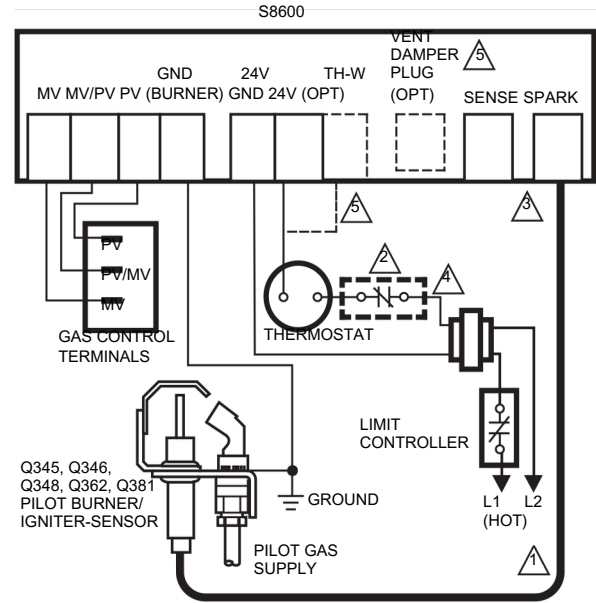 S8600
VENT
DAMPER
PLUG
(OPT)
5
GND
(BURNER)
24V
GND
24V
TH-W
(OPT)
MV MV/PV PV
SENSE SPARK
5
3
2
4
PV
PV/MV
MV
GAS CONTROL
TERMINALS
THERMOSTAT
LIMIT
CONTROLLER
Q345, Q346,
Q348, Q362, Q381
PILOT BURNER/
IGNITER-SENSOR
GROUND
L1
(HOT)
L2
PILOT GAS
SUPPLY
1